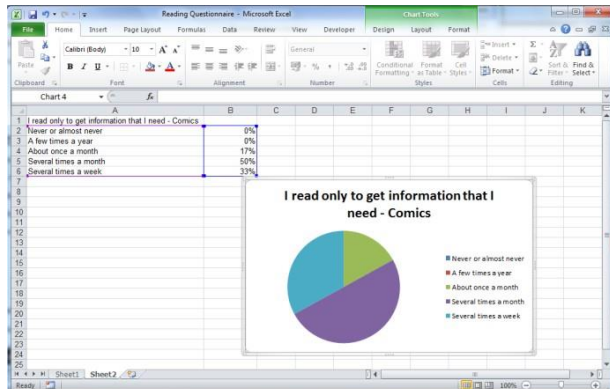 Reading Questionnaire - Microsoft Excel
Chart Tools
File Home Insert Page Layout Formulas Data Review View Developer Design Layout Format
Calibri (Body) 10
General
Paste
B I U
Conditional Formatting
Format as Table
Cell Styles
Insert
Delete
Format
Sort & Filter
Find & Select
Clipboard Font Alignment Number Styles Cells Editing
Chart 4 fx
A B C D E F G H I J K
1 I read only to get information that I need - Comics
2 Never or almost never 0%
3 A few times a year 0%
4 About once a month 17%
5 Several times a month 50%
6 Several times a week 33%
7
8
9
10
11
12
13
14
15
16
17
18
19
20
21
22
23
24
25
I read only to get information that I
need - Comics
Never or almost never
A few times a year
About once a month
Several times a month
Several times a week
Sheet1 Sheet2
Ready 100%